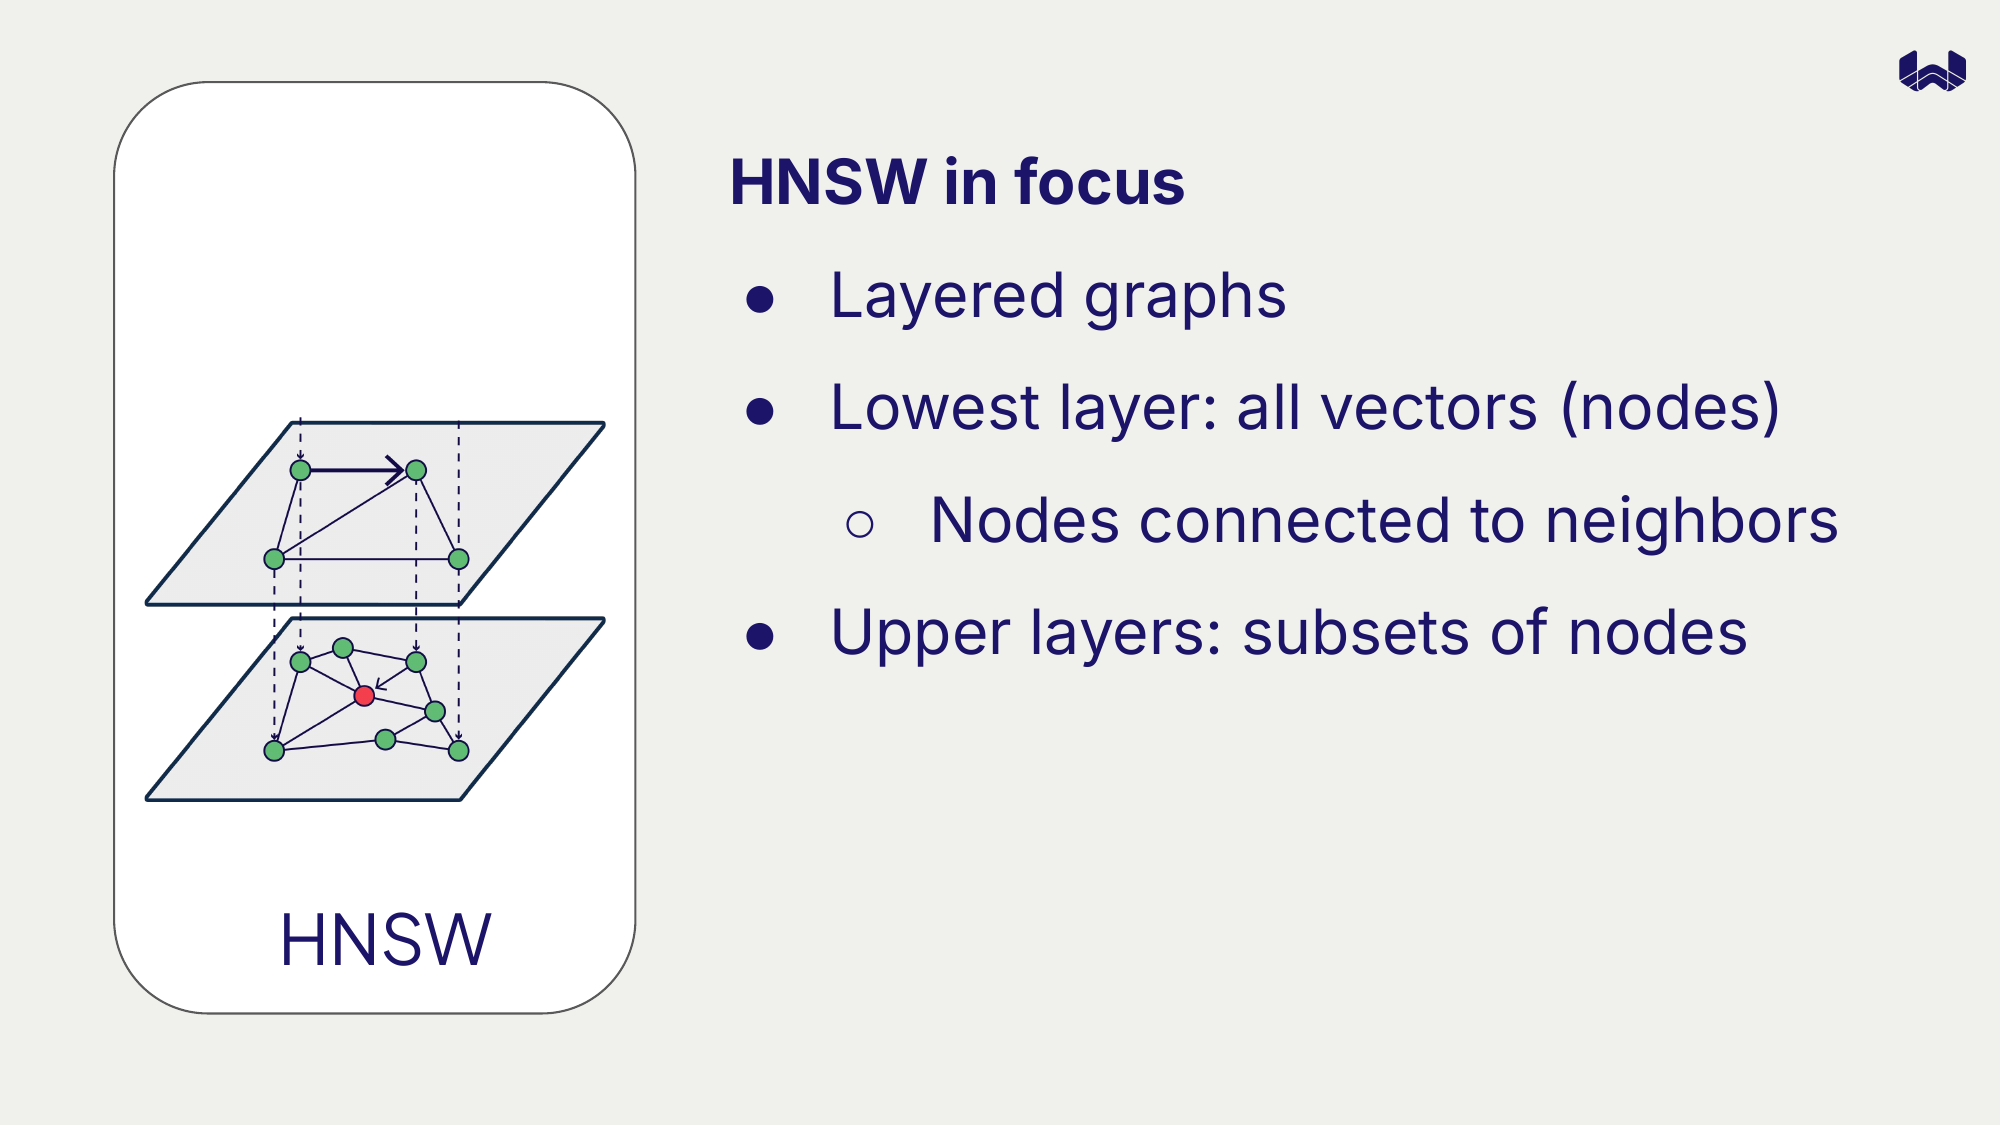 HNSW in focus
● Layered graphs
● Lowest layer: all vectors (nodes)
○ Nodes connected to neighbors
● Upper layers: subsets of nodes
HNSW